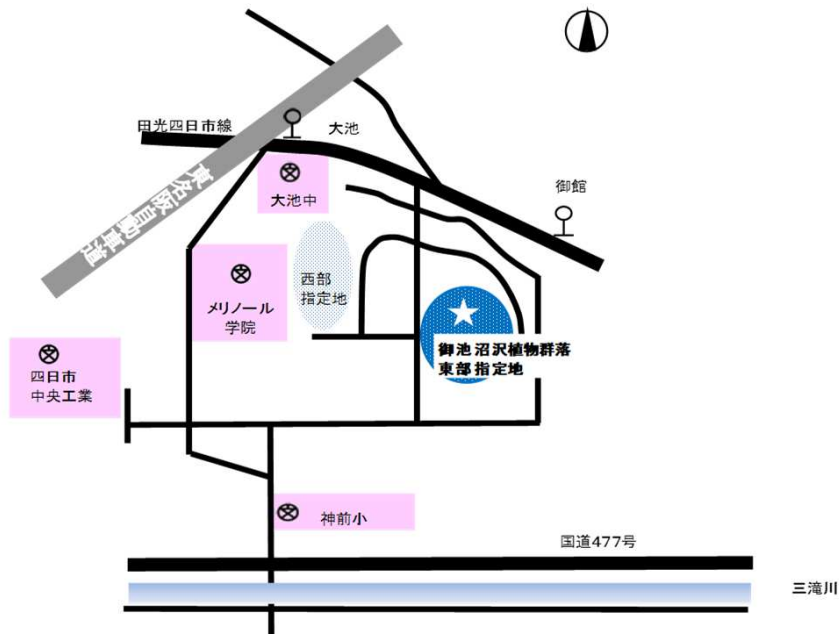 田光四日市線
大池
東名阪自動車道
大池中
御館
西部
指定地
メリノール
学院
御池沼沢植物群落
東部指定地
四日市
中央工業
神前小
国道477号
三滝川